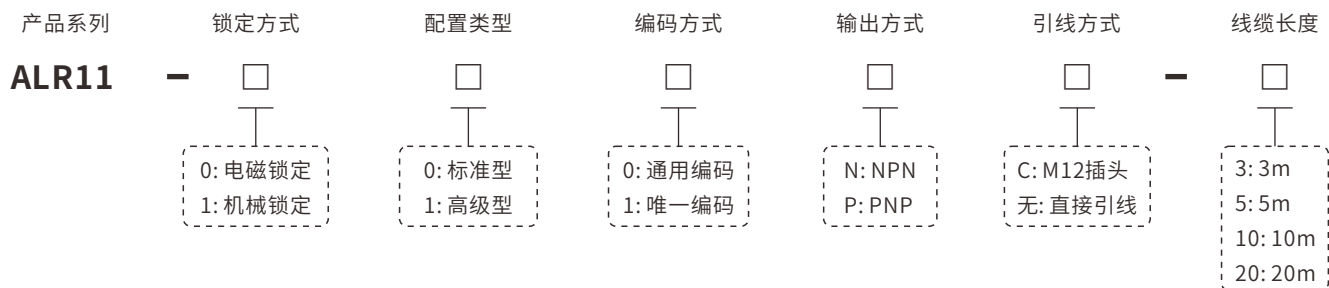 产品系列 锁定方式 配置类型 编码方式 输出方式 引线方式 线缆长度
ALR11 - □ □ □ □ □ - □
0: 电磁锁定 0: 标准型 0: 通用编码 N: NPN C: M12插头 3: 3m
1: 机械锁定 1: 高级型 1: 唯一编码 P: PNP 无: 直接引线 5: 5m
10: 10m
20: 20m